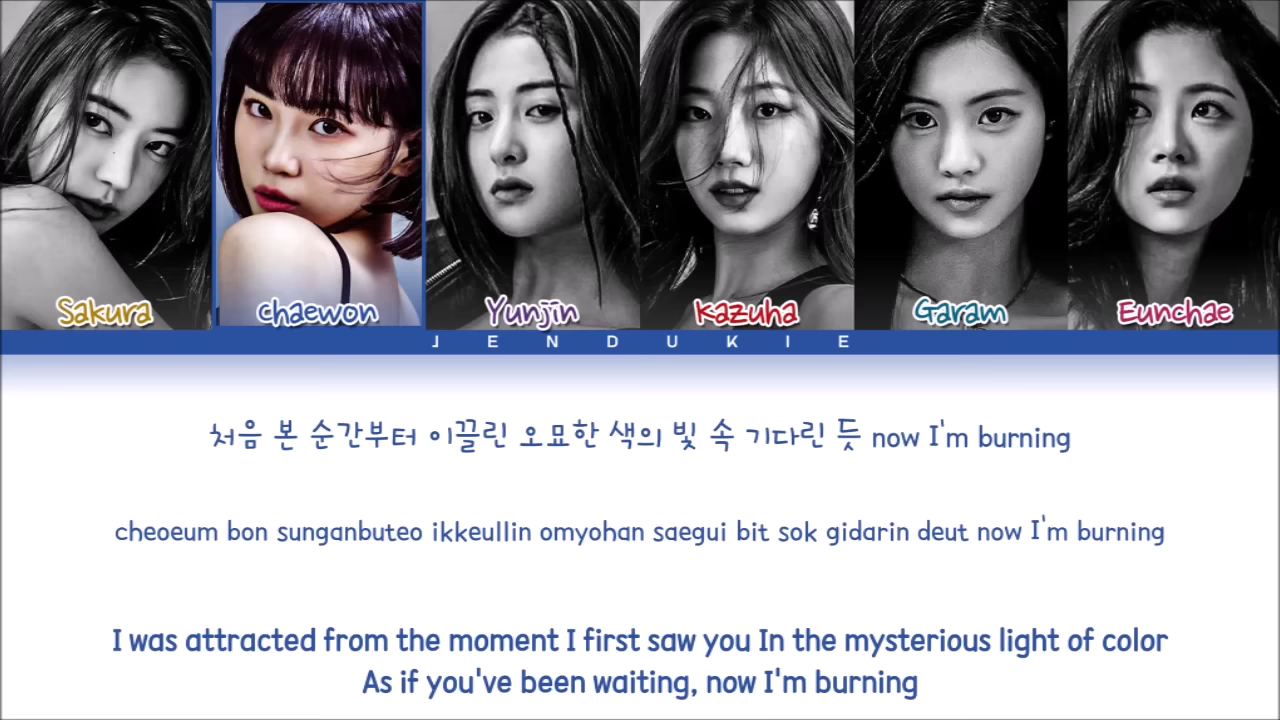 Sakura
chaewon
Yunjin
kazuha
Garam
Eunchae
JENDUKIE
처음 본 순간부터 이끌린 오묘한 색의 빛 속 기다린 듯 now I'm burning
cheoeum bon sunganbuteo ikkeullin omyohan saegui bit sok gidarin deut now I'm burning
I was attracted from the moment I first saw you In the mysterious light of color
As if you've been waiting, now I'm burning